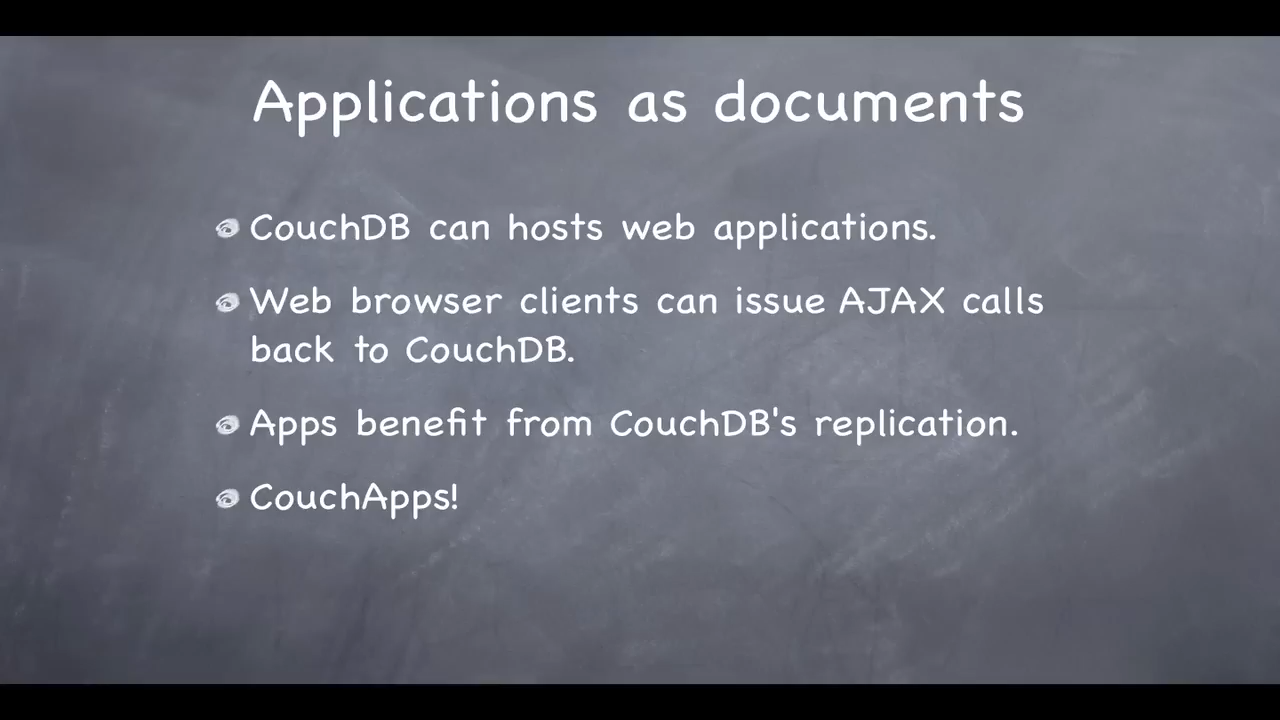 Applications as documents
CouchDB can hosts web applications.
Web browser clients can issue AJAX calls
back to CouchDB.
Apps benefit from CouchDB's replication.
CouchApps!